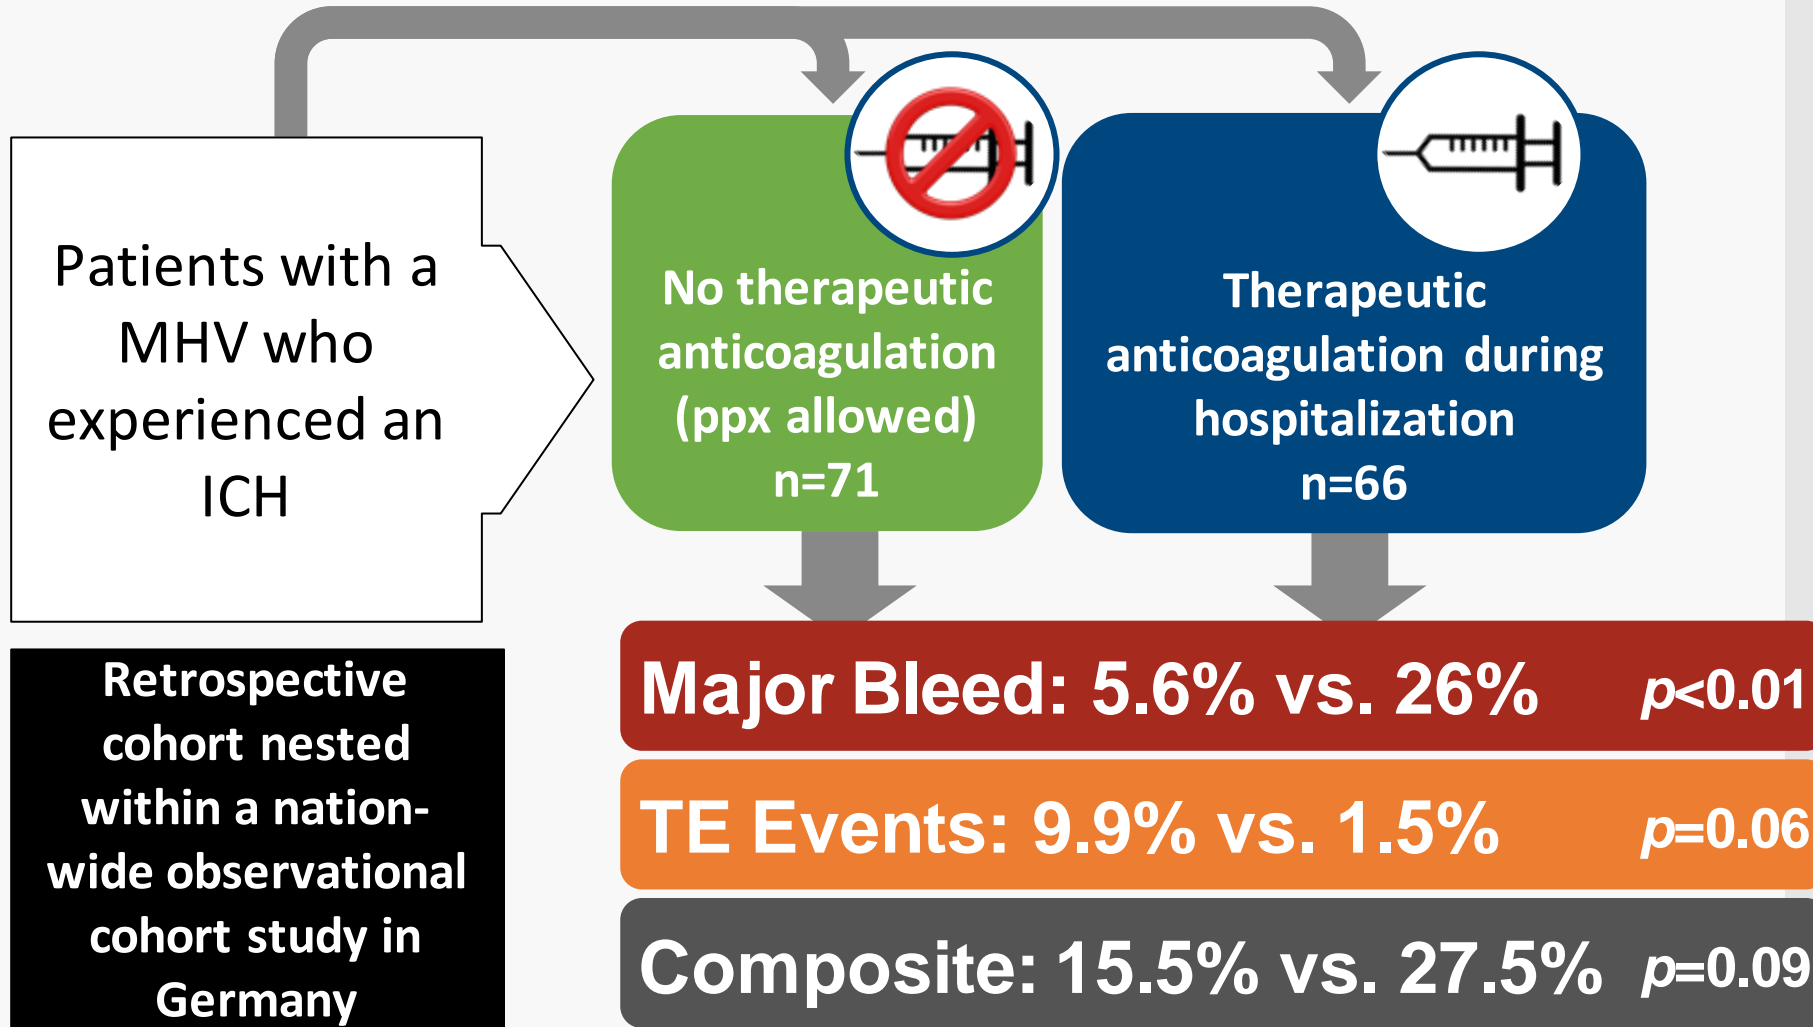 Patients with a
MHV who
experienced an
ICH
Retrospective
cohort nested
within a nation-
wide observational
cohort study in
Germany
No therapeutic
anticoagulation
(ppx allowed)
n=71
Therapeutic
anticoagulation during
hospitalization
n=66
Major Bleed: 5.6% vs. 26% p<0.01
TE Events: 9.9% vs. 1.5% p=0.06
Composite: 15.5% vs. 27.5% p=0.09